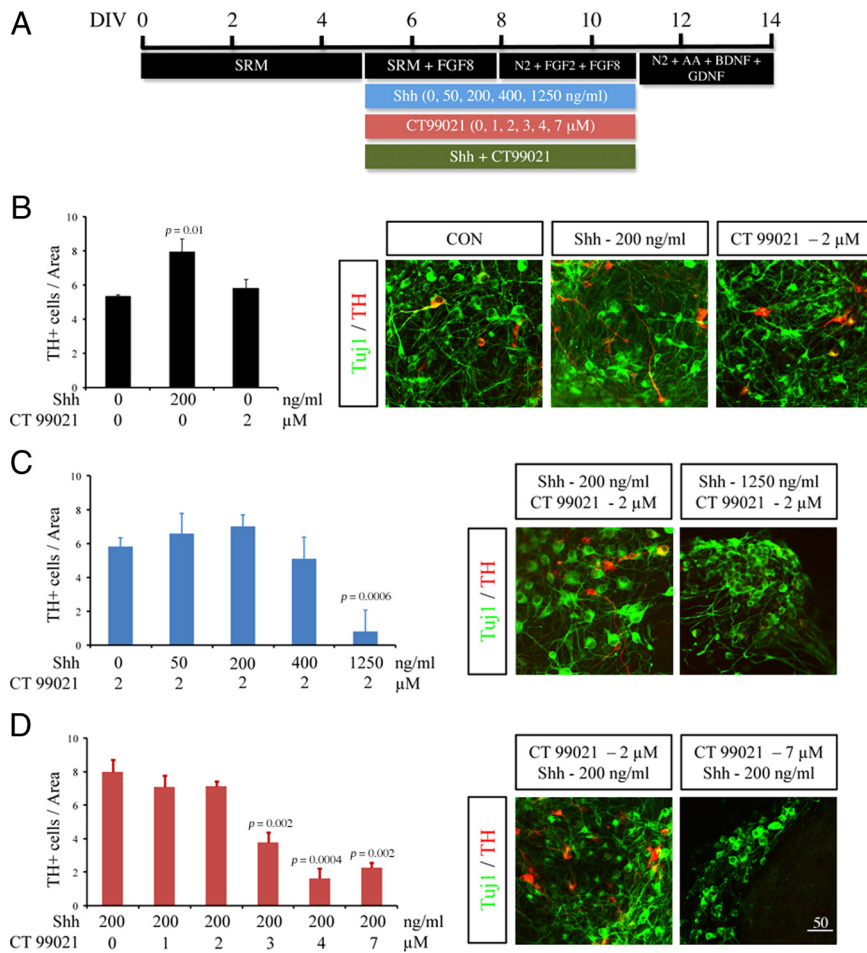 A
DIV 0 2 4 6 8 10 12 14
SRM
SRM + FGF8
N2 + FGF2 + FGF8
N2 + AA + BDNF +
GDNF
Shh (0, 50, 200, 400, 1250 ng/ml)
CT99021 (0, 1, 2, 3, 4, 7 µM)
Shh + CT99021
B
TH+ cells / Area
10
8
6
4
2
0
p = 0.01
Shh 0 200 0 ng/ml
CT 99021 0 0 2 µM
Tuj1 / TH
CON
Shh - 200 ng/ml
CT 99021 – 2 µM
C
TH+ cells / Area
10
8
6
4
2
0
p = 0.0006
Shh 0 50 200 400 1250 ng/ml
CT 99021 2 2 2 2 2 µM
Tuj1 / TH
Shh - 200 ng/ml
CT 99021 - 2 µM
Shh - 1250 ng/ml
CT 99021 - 2 µM
D
TH+ cells / Area
10
8
6
4
2
0
p = 0.002
p = 0.0004
p = 0.002
Shh 200 200 200 200 200 200 ng/ml
CT 99021 0 1 2 3 4 7 µM
Tuj1 / TH
CT 99021 – 2 µM
Shh - 200 ng/ml
CT 99021 – 7 µM
Shh - 200 ng/ml
50